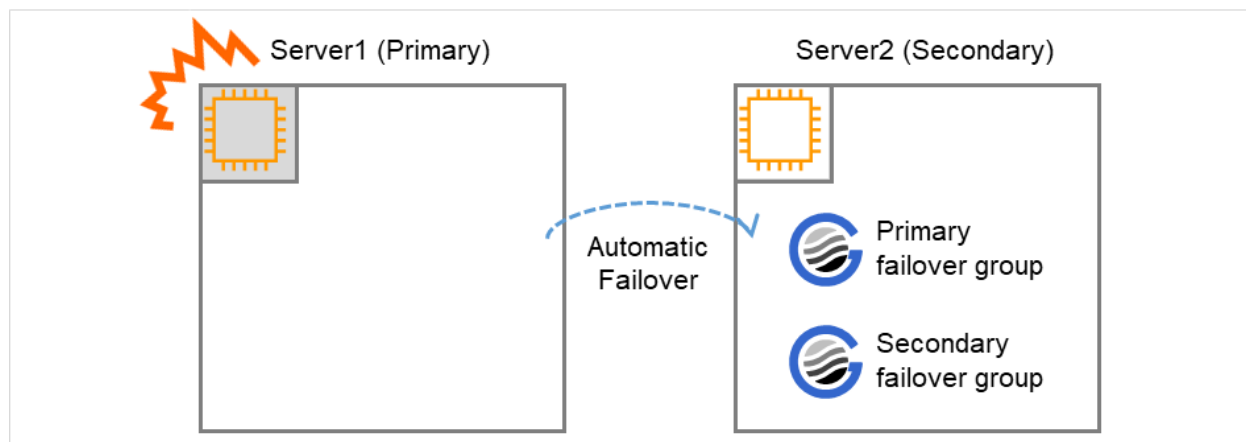 Server1 (Primary)
Server2 (Secondary)
Automatic
Failover
Primary
failover group
Secondary
failover group